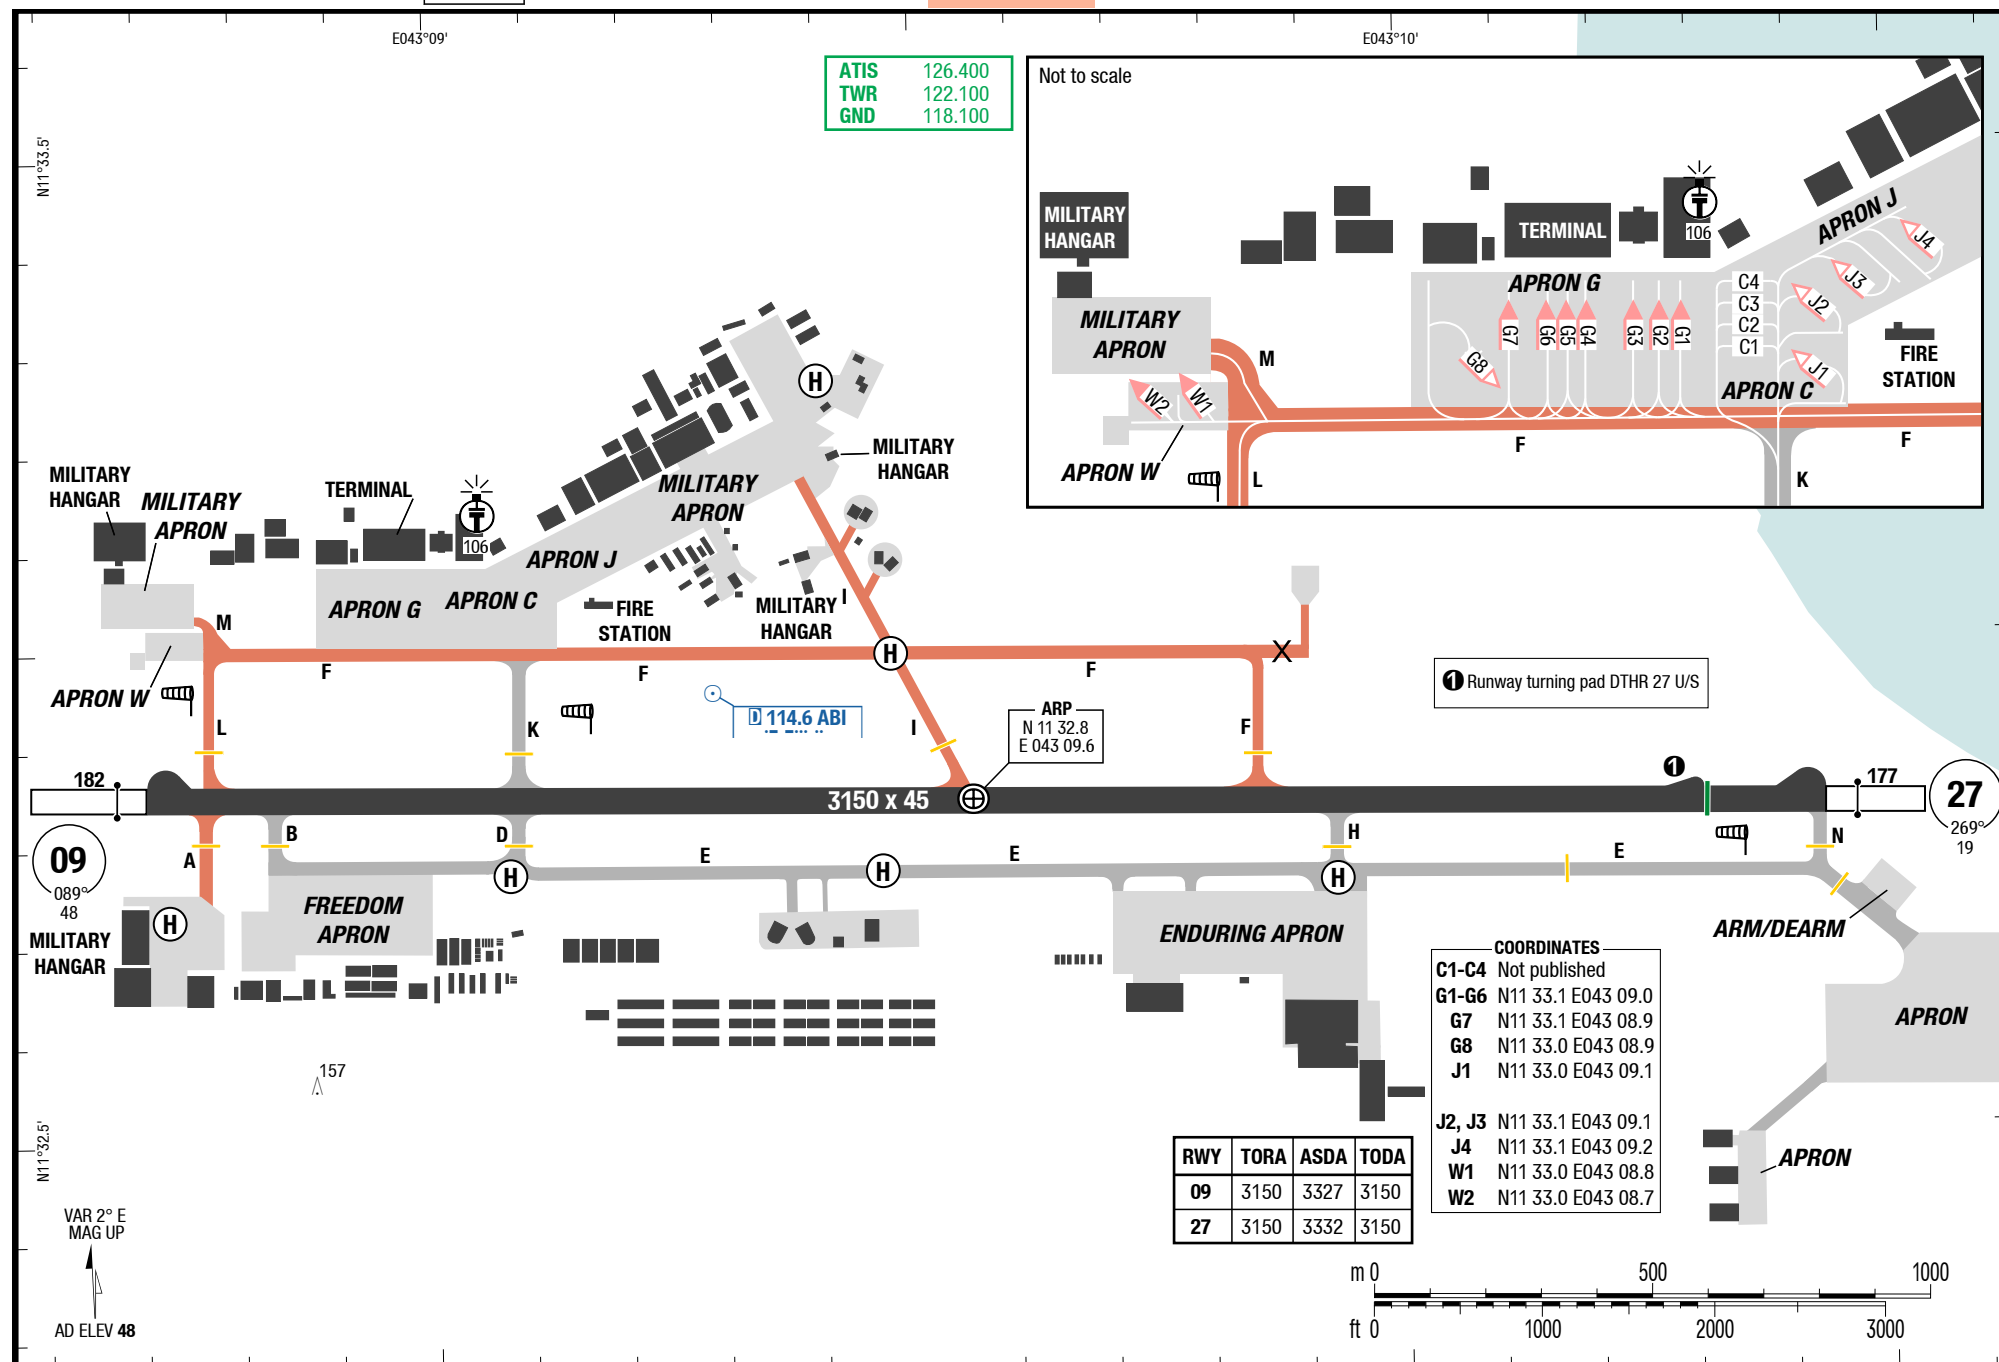 E043°09'
E043°10'
N11°33.5'
N11°32.5'
ATIS 126.400
TWR 122.100
GND 118.100
Not to scale
MILITARY
HANGAR
TERMINAL
106
APRON J
J4
J3
J2
J1
C4
C3
C2
C1
APRON G
G7
G6
G5
G4
G3
G2
G1
G8
MILITARY
APRON
M
W2
W1
APRON W
L
F
F
K
APRON C
FIRE
STATION
MILITARY
HANGAR
MILITARY
APRON
TERMINAL
106
MILITARY
APRON
H
MILITARY
HANGAR
APRON J
APRON G
APRON C
FIRE
STATION
MILITARY
HANGAR
I
M
F
F
H
F
X
APRON W
L
K
D 114.6 ABI
I
ARP
N 11 32.8
E 043 09.6
F
1 Runway turning pad DTHR 27 U/S
1
182
3150 x 45
177
27
269°
19
09
089°
48
A
B
D
E
E
H
E
N
H
H
H
H
MILITARY
HANGAR
FREEDOM
APRON
ENDURING APRON
ARM/DEARM
APRON
APRON
157
COORDINATES
C1-C4 Not published
G1-G6 N11 33.1 E043 09.0
G7 N11 33.1 E043 08.9
G8 N11 33.0 E043 08.9
J1 N11 33.0 E043 09.1
J2, J3 N11 33.1 E043 09.1
J4 N11 33.1 E043 09.2
W1 N11 33.0 E043 08.8
W2 N11 33.0 E043 08.7
RWY TORA ASDA TODA
09 3150 3327 3150
27 3150 3332 3150
VAR 2° E
MAG UP
AD ELEV 48
m 0 500 1000
ft 0 1000 2000 3000